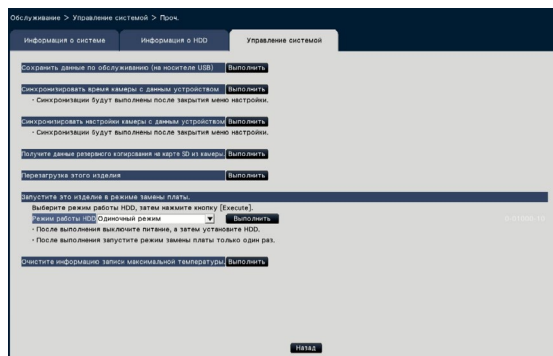 Обслуживание > Управление системой > Проч.
Информация о системе Информация о HDD Управление системой
Сохранить данные по обслуживанию (на носителе USB) Выполнить
Синхронизировать время камеры с данным устройством Выполнить
· Синхронизации будут выполнены после закрытия меню настройки.
Синхронизировать настройки камеры с данным устройством Выполнить
· Синхронизации будут выполнены после закрытия меню настройки.
Получите данные резервного копирования на карте SD из камеры. Выполнить
Перезагрузка этого изделия Выполнить
Запустите это изделие в режиме замены платы.
Выберите режим работы HDD, затем нажмите кнопку [Execute].
Режим работы HDD Одиночный режим Выполнить
· После выполнения выключите питание, а затем установите HDD.
· После выполнения запустите режим замены платы только один раз.
Очистите информацию записи максимальной температуры. Выполнить
Назад